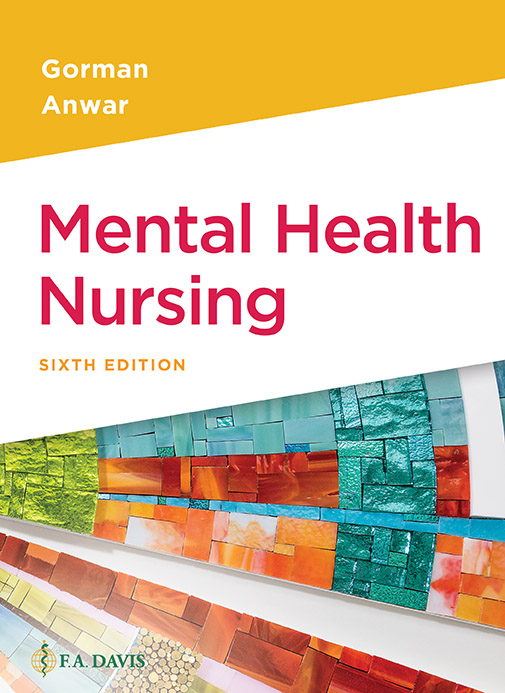 Gorman
Anwar
Mental Health
Nursing
SIXTH EDITION
F.A. DAVIS